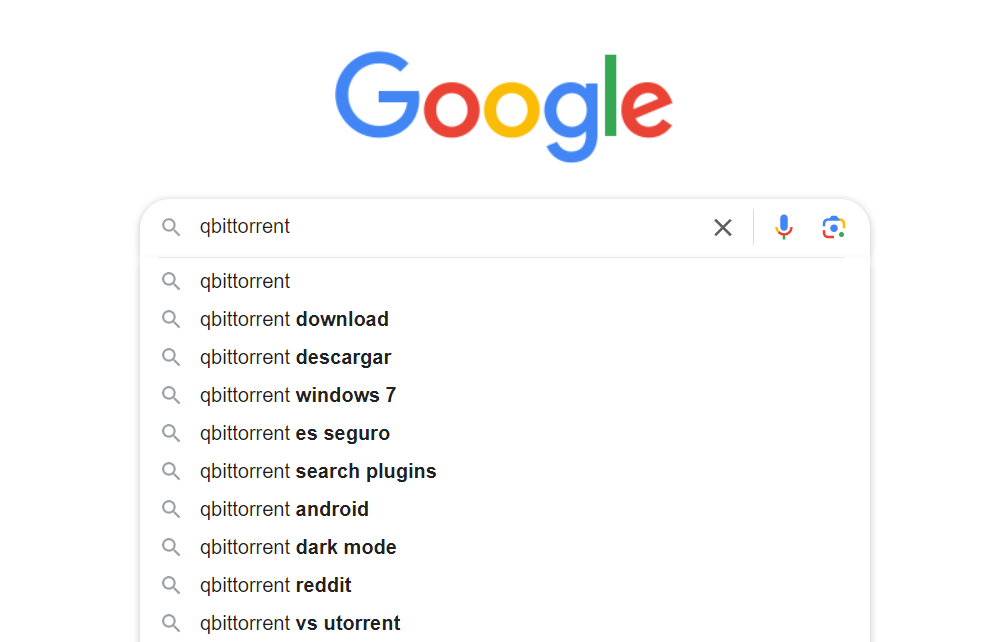 Google
qbittorrent
qbittorrent
qbittorrent download
qbittorrent descargar
qbittorrent windows 7
qbittorrent es seguro
qbittorrent search plugins
qbittorrent android
qbittorrent dark mode
qbittorrent reddit
qbittorrent vs utorrent